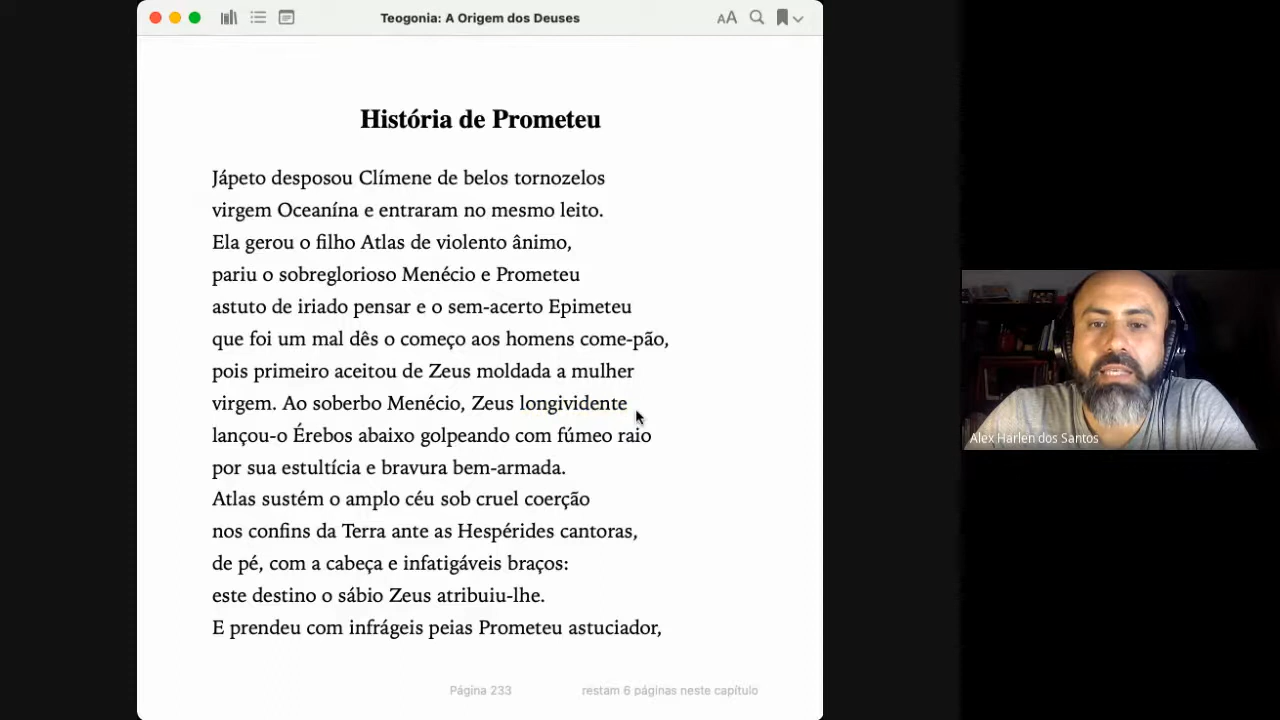 Teogonia: A Origem dos Deuses
AA
História de Prometeu
Jápeto desposou Clímene de belos tornozelos
virgem Oceanína e entraram no mesmo leito.
Ela gerou o filho Atlas de violento ânimo,
pariu o sobreglorioso Menécio e Prometeu
astuto de iriado pensar e o sem-acerto Epimeteu
que foi um mal dês o começo aos homens come-pão,
pois primeiro aceitou de Zeus moldada a mulher
virgem. Ao soberbo Menécio, Zeus longividente
lançou-o Érebos abaixo golpeando com fúmeo raio
por sua estultícia e bravura bem-armada.
Atlas sustém o amplo céu sob cruel coerção
nos confins da Terra ante as Hespérides cantoras,
de pé, com a cabeça e infatigáveis braços:
este destino o sábio Zeus atribuiu-lhe.
E prendeu com infrágeis peias Prometeu astuciador,
Página 233
restam 6 páginas neste capítulo
Alex Harlen dos Santos